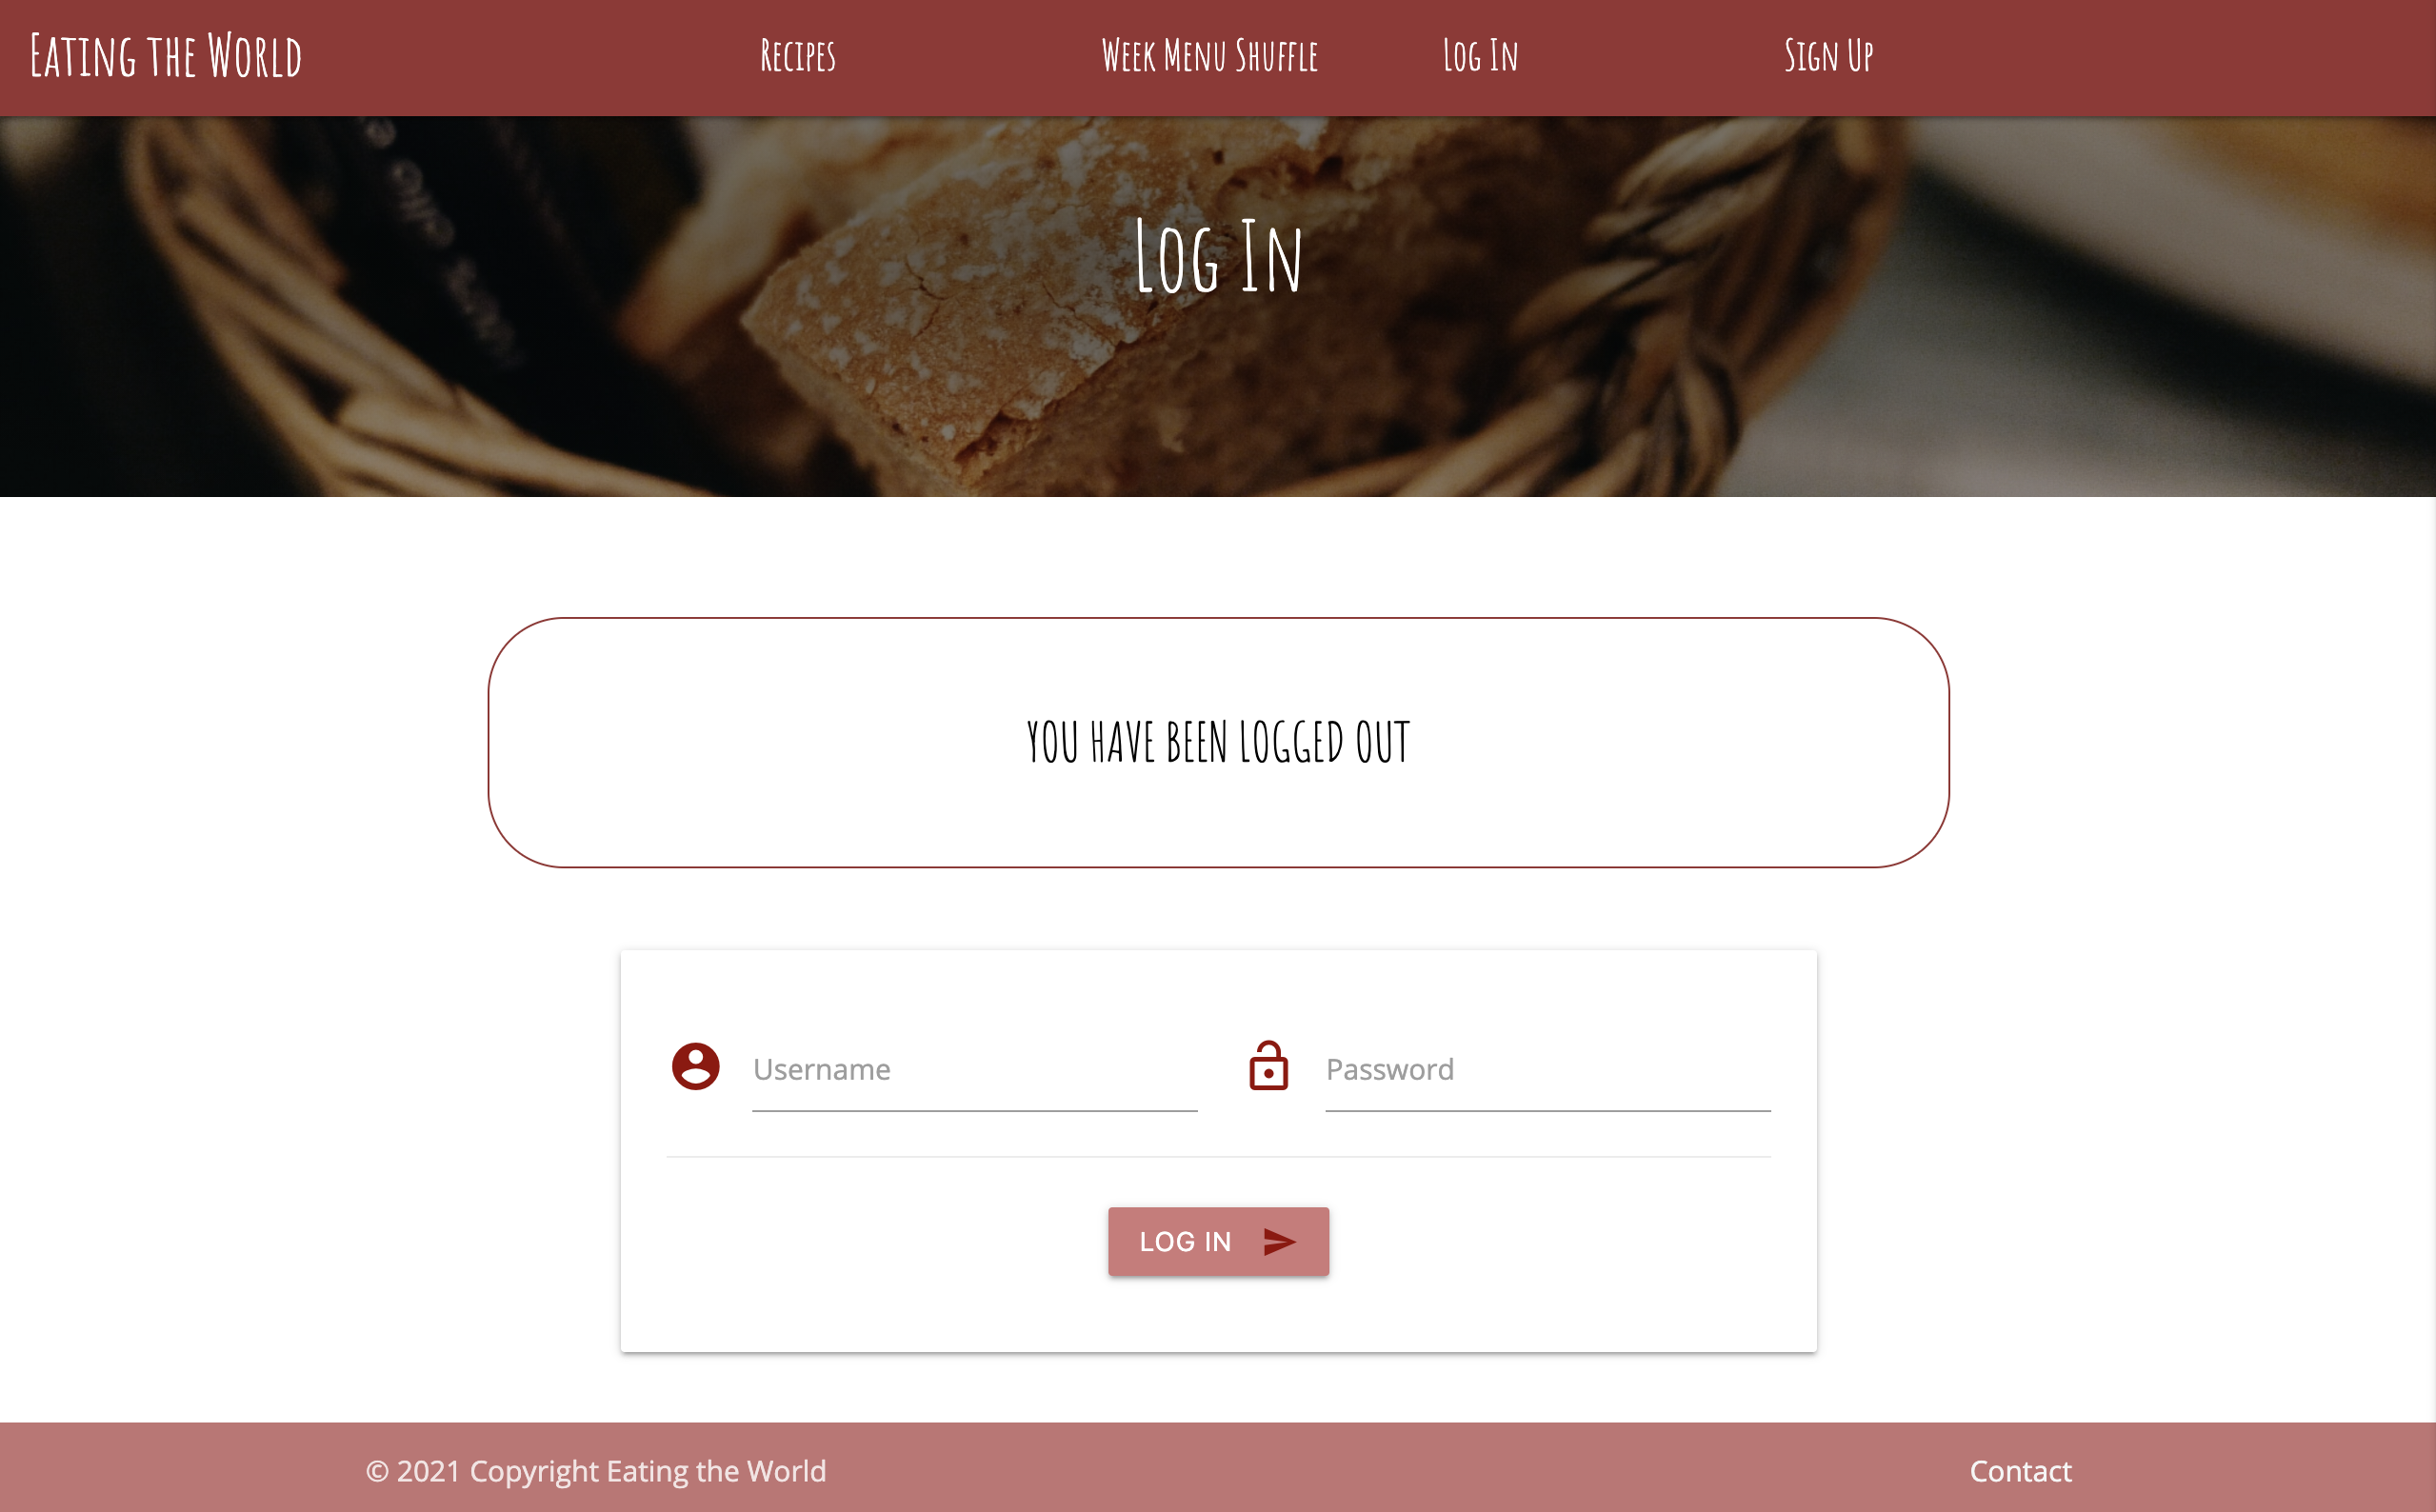 Eating the World
Recipes
Week Menu Shuffle
Log In
Sign Up
Log In
YOU HAVE BEEN LOGGED OUT
Username
Password
LOG IN
© 2021 Copyright Eating the World
Contact